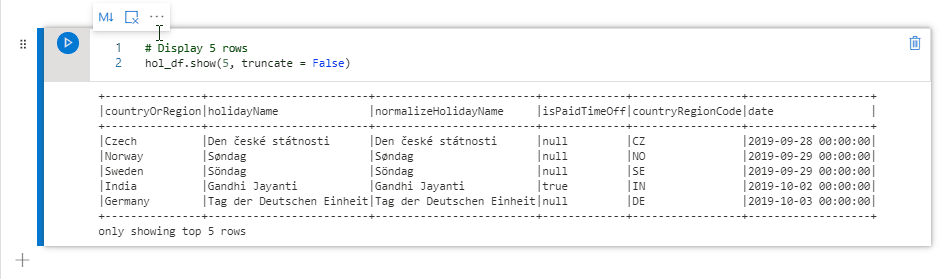 M↓ ...
1 # Display 5 rows
2 hol_df.show(5, truncate = False)
+---------------+----------------------+----------------------+-------------+-----------------+-------------------+
|countryOrRegion|holidayName           |normalizeHolidayName  |isPaidTimeOff|countryRegionCode|date               |
+---------------+----------------------+----------------------+-------------+-----------------+-------------------+
|Czech          |Den české státnosti   |Den české státnosti   |null         |CZ               |2019-09-28 00:00:00|
|Norway         |Søndag                |Søndag                |null         |NO               |2019-09-29 00:00:00|
|Sweden         |Söndag                |Söndag                |null         |SE               |2019-09-29 00:00:00|
|India          |Gandhi Jayanti        |Gandhi Jayanti        |true         |IN               |2019-10-02 00:00:00|
|Germany        |Tag der Deutschen Einheit|Tag der Deutschen Einheit|null         |DE               |2019-10-03 00:00:00|
+---------------+----------------------+----------------------+-------------+-----------------+-------------------+
only showing top 5 rows